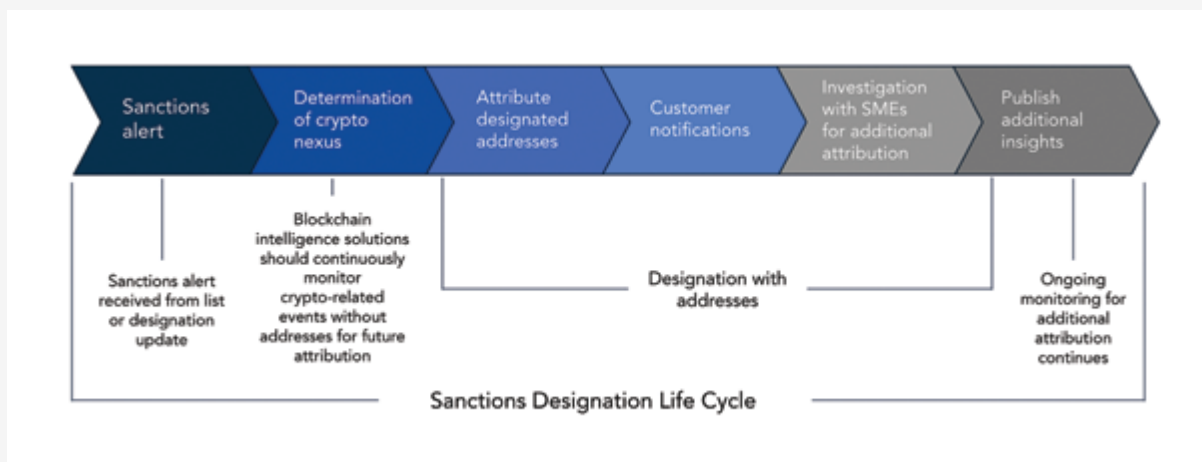 Sanctions
alert
Determination
of crypto
nexus
Attribute
designated
addresses
Customer
notifications
Investigation
with SMEs
for additional
attribution
Publish
additional
insights
Sanctions alert
received from list
or designation
update
Blockchain
intelligence solutions
should continuously
monitor
crypto-related
events without
addresses for future
attribution
Designation with
addresses
Ongoing
monitoring for
additional
attribution
continues
Sanctions Designation Life Cycle